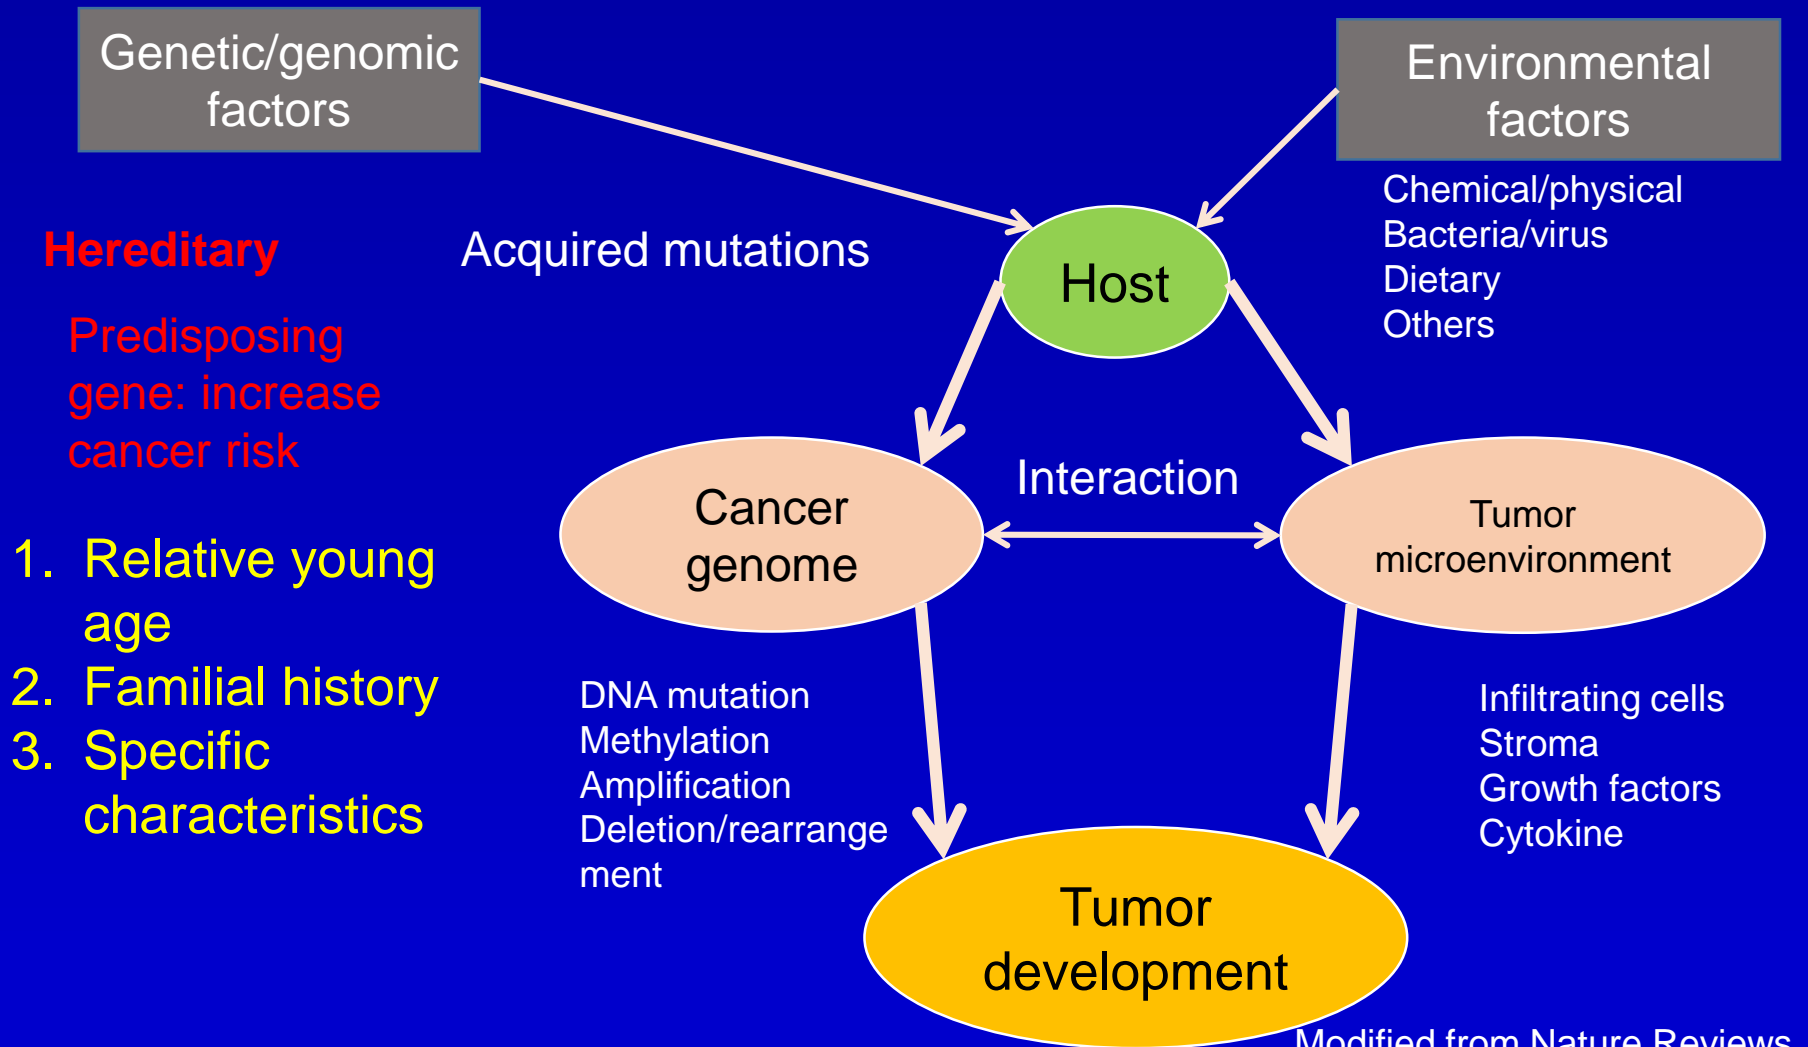 Genetic/genomic
factors
Environmental
factors
Chemical/physical
Bacteria/virus
Dietary
Others
Hereditary
Acquired mutations
Host
Predisposing
gene: increase
cancer risk
Interaction
Cancer
genome
Tumor
microenvironment
1. Relative young
age
2. Familial history
3. Specific
characteristics
DNA mutation
Methylation
Amplification
Deletion/rearrange
ment
Infiltrating cells
Stroma
Growth factors
Cytokine
Tumor
development
Modified from Nature Reviews